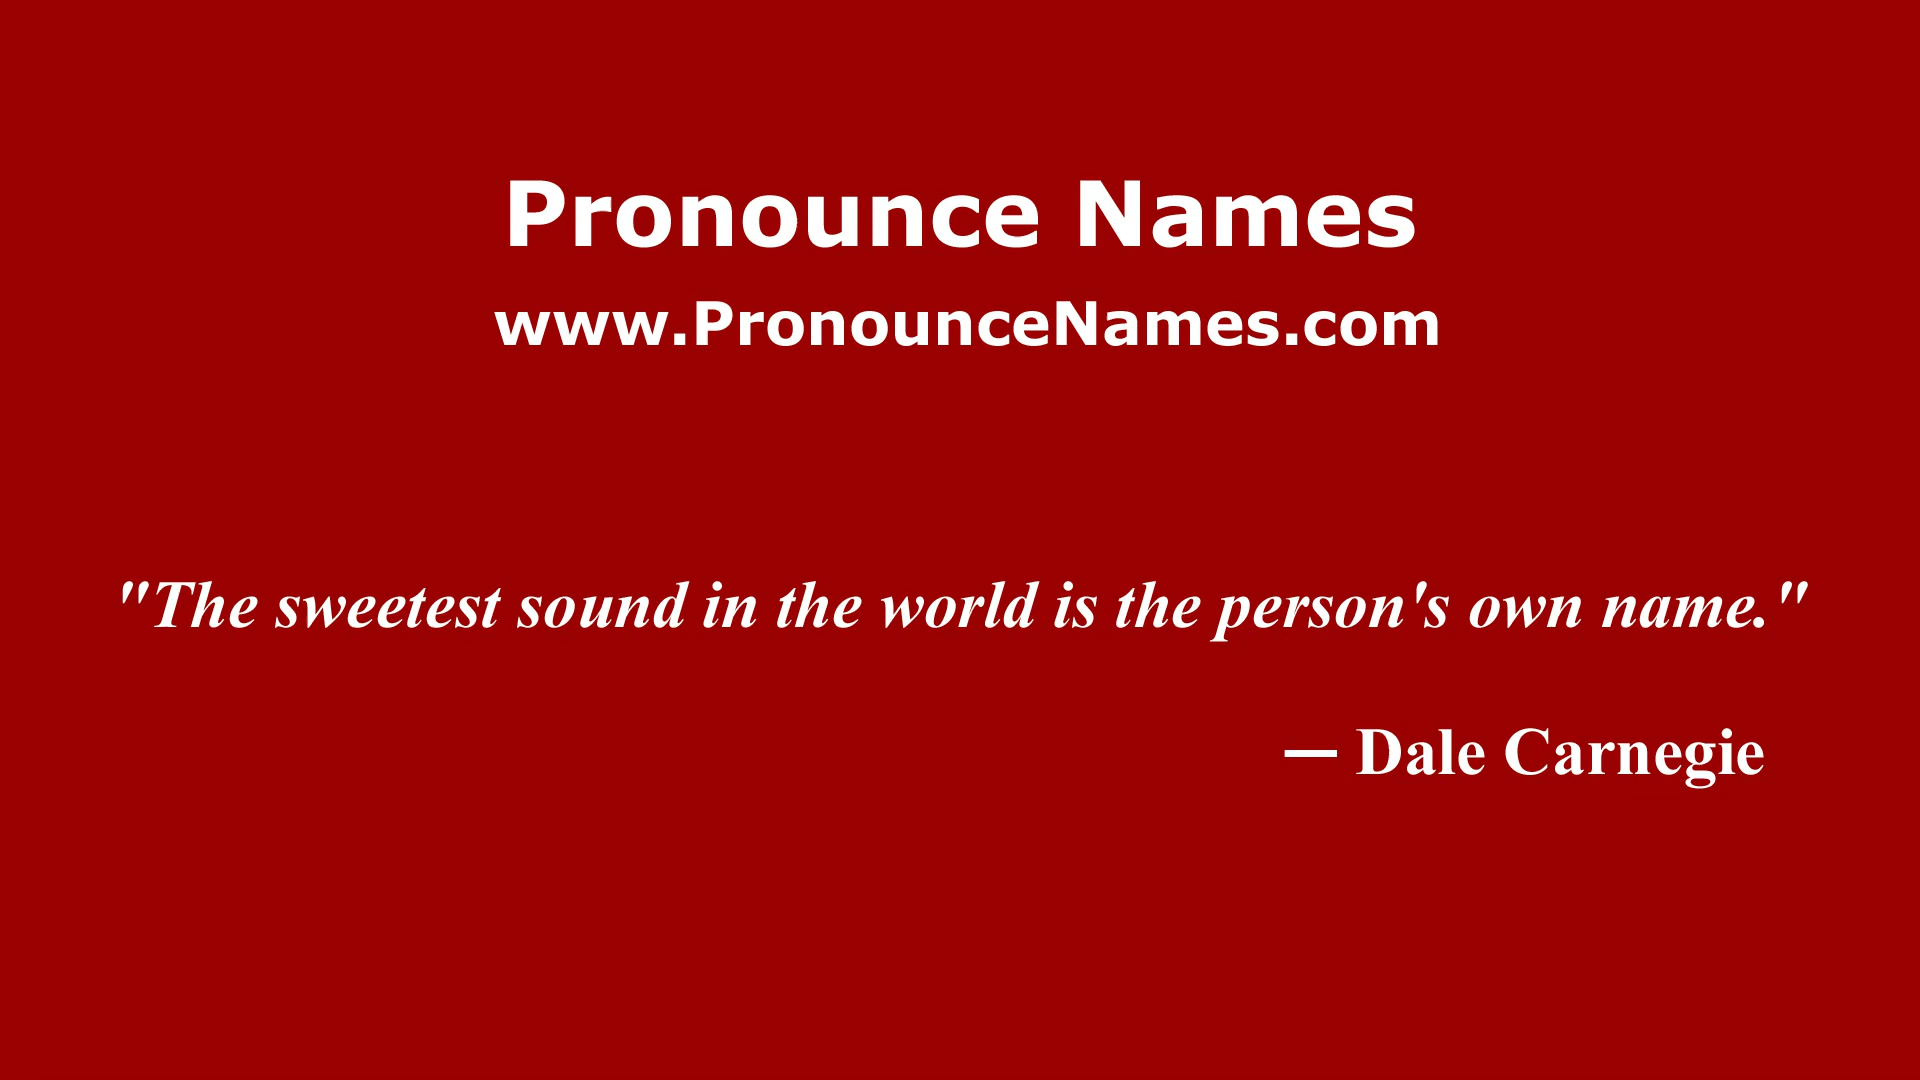 Pronounce Names
www.PronounceNames.com
"The sweetest sound in the world is the person's own name."
— Dale Carnegie